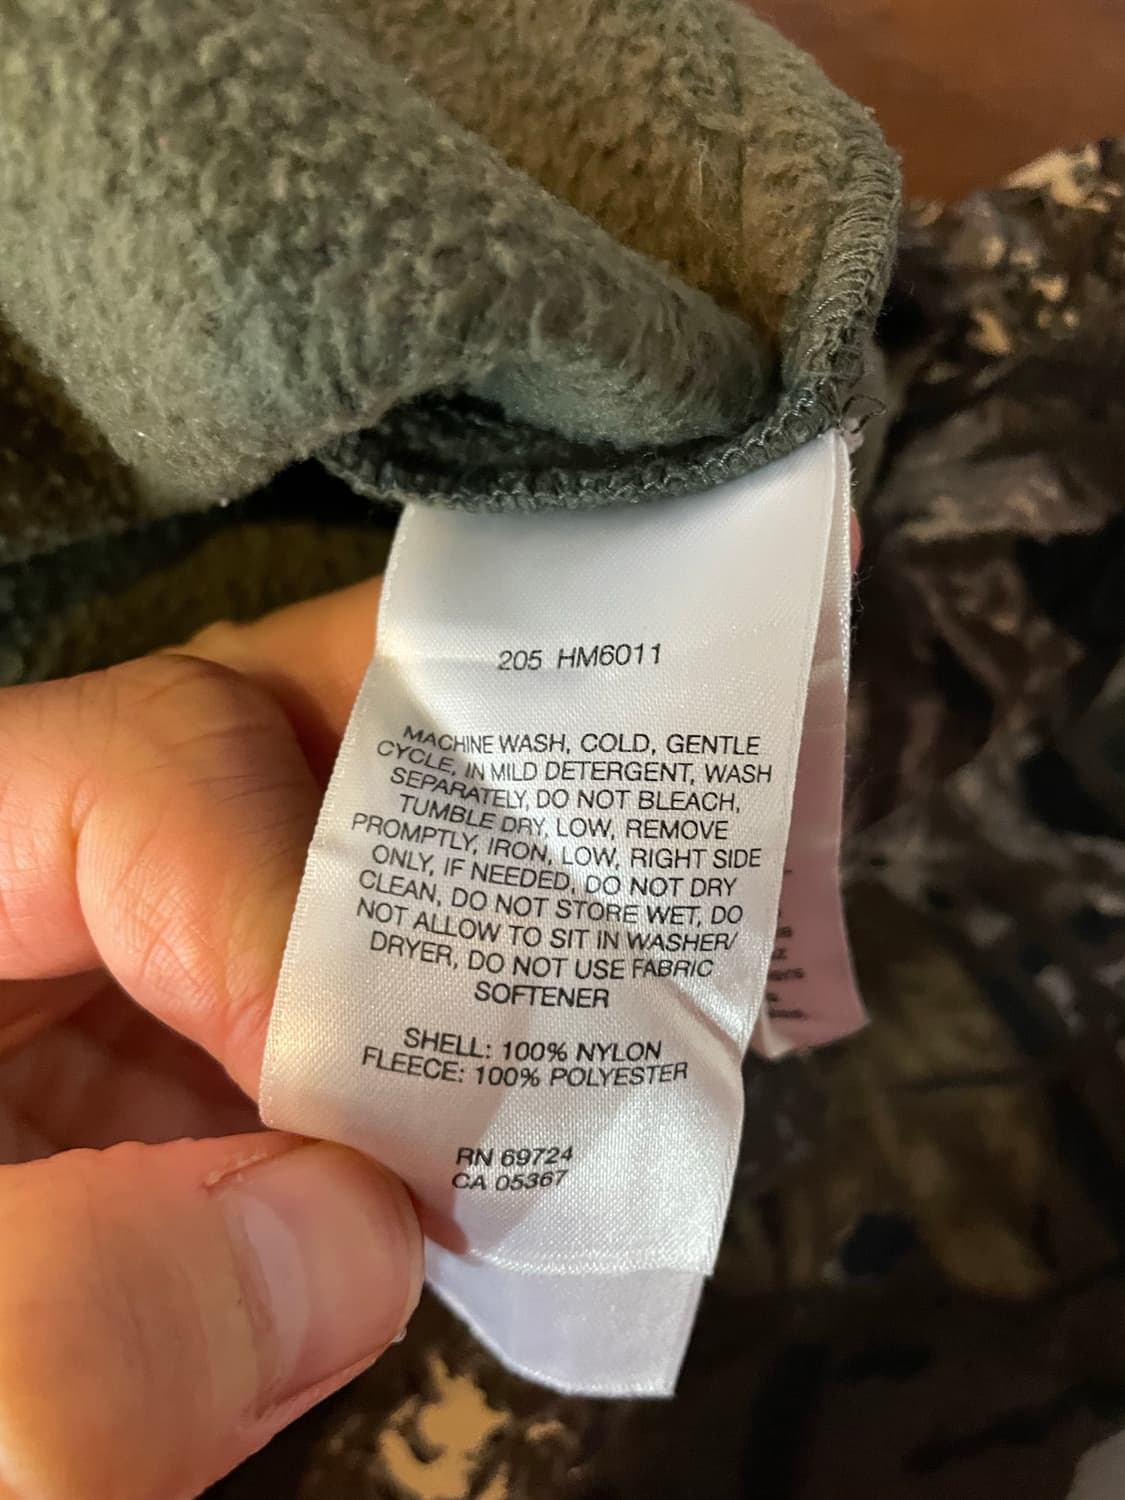 205 HM6011
MACHINE WASH, COLD, GENTLE
CYCLE, IN MILD DETERGENT, WASH
SEPARATELY, DO NOT BLEACH,
TUMBLE DRY, LOW, REMOVE
PROMPTLY, IRON, LOW, RIGHT SIDE
ONLY, IF NEEDED, DO NOT DRY
CLEAN, DO NOT STORE WET, DO
NOT ALLOW TO SIT IN WASHER/
DRYER, DO NOT USE FABRIC
SOFTENER
SHELL: 100% NYLON
FLEECE: 100% POLYESTER
RN 69724
CA 05367